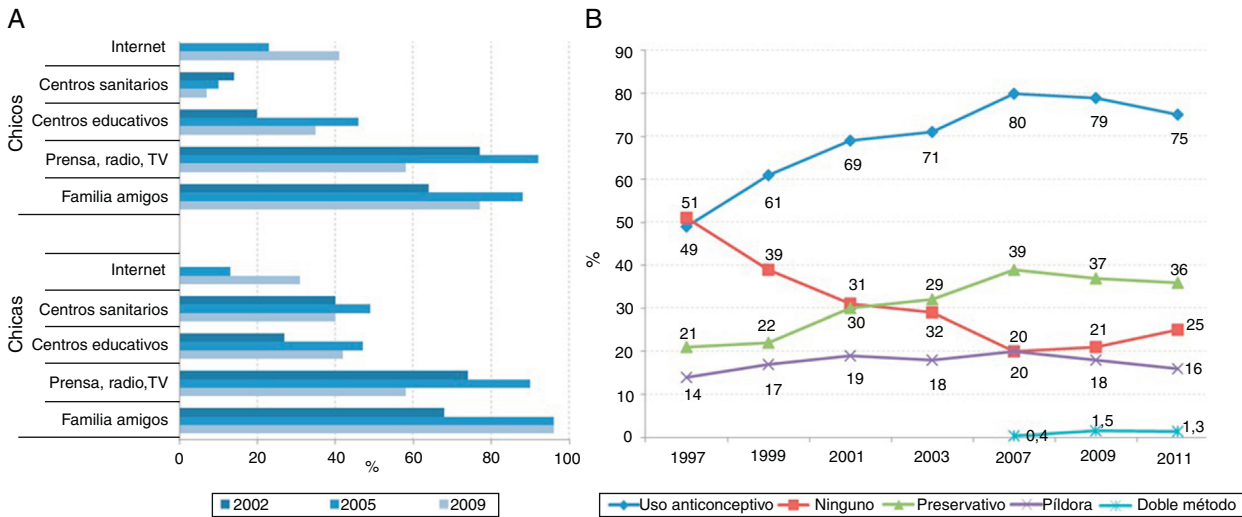 A
Chicos
Internet
Centros sanitarios
Centros educativos
Prensa, radio, TV
Familia amigos
Chicas
Internet
Centros sanitarios
Centros educativos
Prensa, radio,TV
Familia amigos
0 20 40 60 80 100
%
2002 2005 2009
B
%
90
80
70
60
50
40
30
20
10
0
49 61 69 71 80 79 75
51 39 31 29 20 21 25
21 22 30 32 39 37 36
14 17 19 18 20 18 16
0,4 1,5 1,3
1997 1999 2001 2003 2007 2009 2011
Uso anticonceptivo Ninguno Preservativo Píldora Doble método